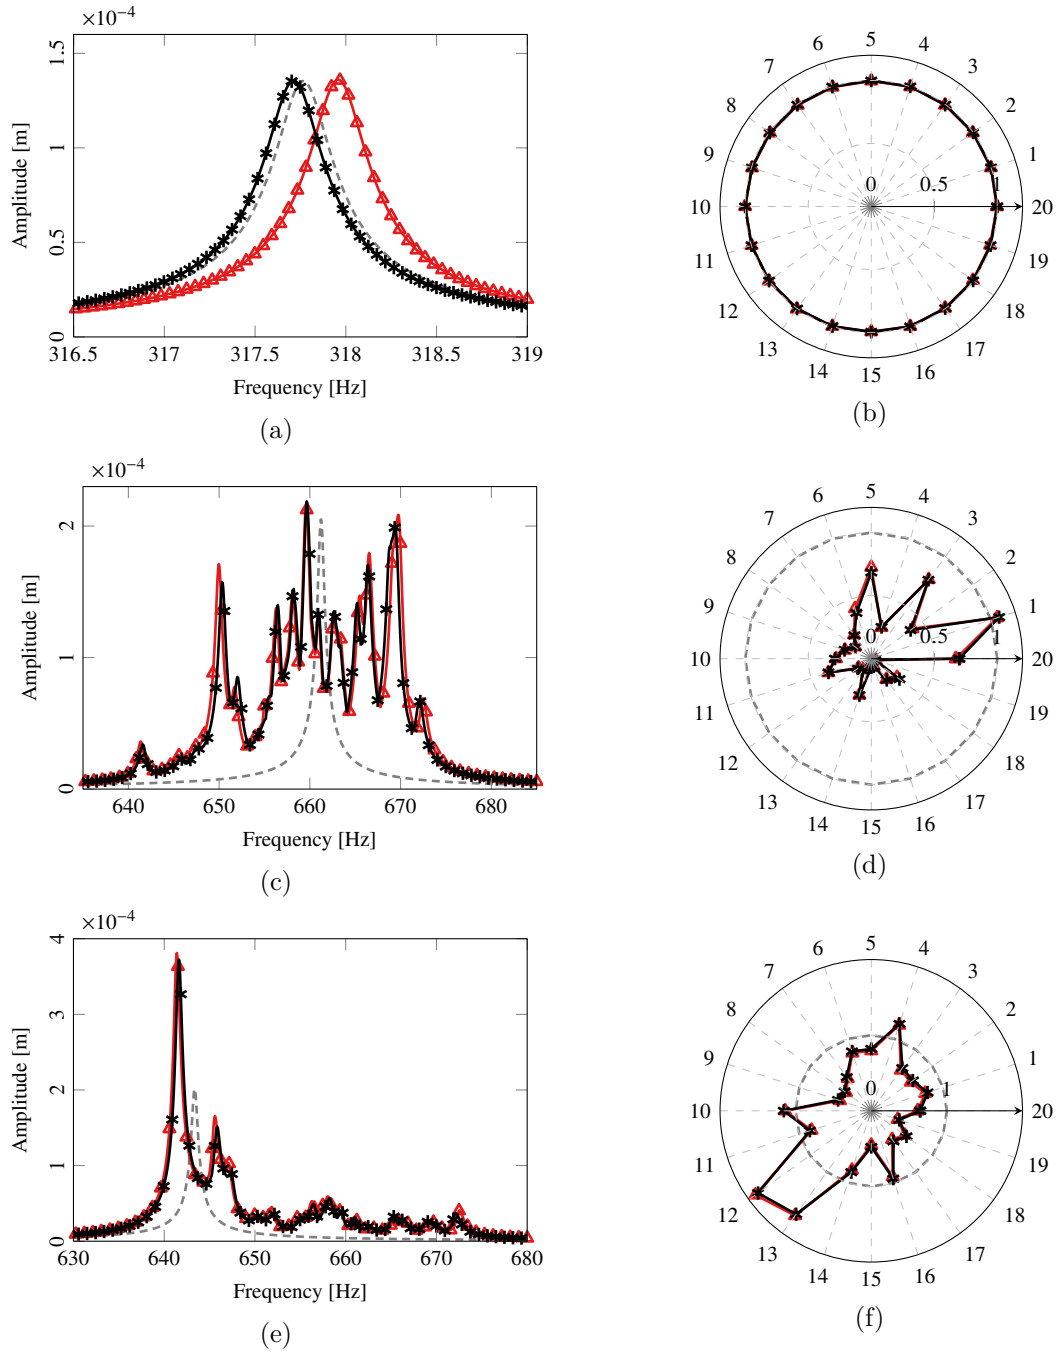 ×10⁻⁴
1.5
1
0.5
0
Amplitude [m]
316.5 317 317.5 318 318.5 319
Frequency [Hz]
(a)
5
6 4
7 3
8 2
9 1
0 0.5 1
10 20
11 19
12 18
13 17
14 16
15
(b)
×10⁻⁴
2
1
0
Amplitude [m]
640 650 660 670 680
Frequency [Hz]
(c)
5
6 4
7 3
8 2
9 1
0 0.5 1
10 20
11 19
12 18
13 17
14 16
15
(d)
×10⁻⁴
4
3
2
1
0
Amplitude [m]
630 640 650 660 670 680
Frequency [Hz]
(e)
5
6 4
7 3
8 2
9 1
0 1
10 20
11 19
12 18
13 17
14 16
15
(f)